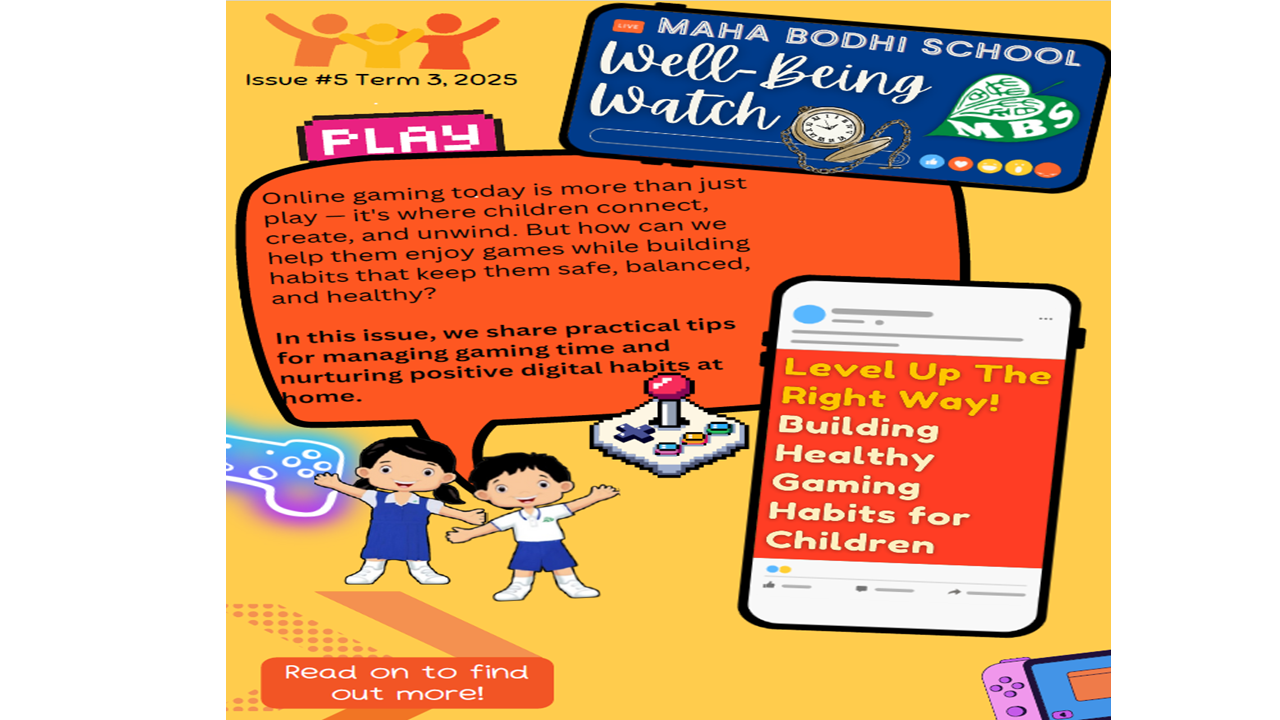 Issue #5 Term 3, 2025
LIVE
MAHA BODHI SCHOOL
Well-Being
Watch
MBS
PLAY
Online gaming today is more than just
play — it's where children connect,
create, and unwind. But how can we
help them enjoy games while building
habits that keep them safe, balanced,
and healthy?
In this issue, we share practical tips
for managing gaming time and
nurturing positive digital habits at
home.
Level Up The
Right Way!
Building
Healthy
Gaming
Habits for
Children
Read on to find
out more!